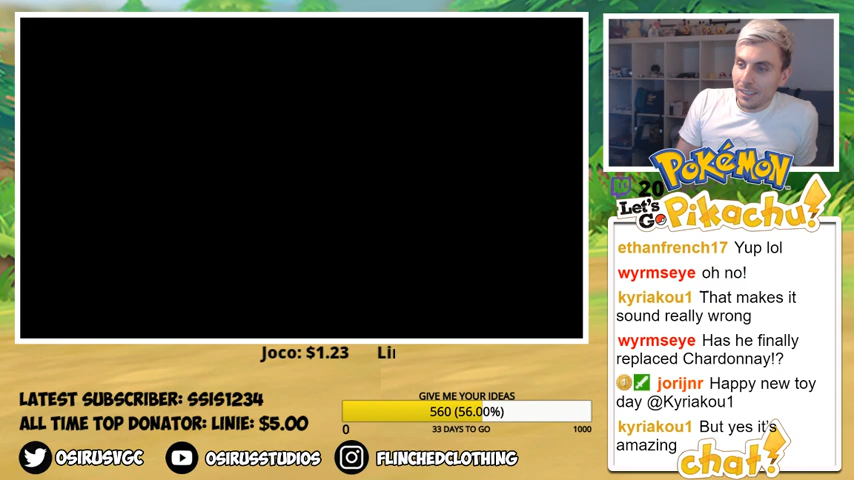 POKéMON
20
Let's Go Pikachu!
ethanfrench17 Yup lol
wyrmseye oh no!
kyriakou1 That makes it
sound really wrong
wyrmseye Has he finally
replaced Chardonnay!?
jorijnr Happy new toy
day @Kyriakou1
kyriakou1 But yes it's
amazing
chat!
Joco: $1.23 Li
LATEST SUBSCRIBER: SSIS1234
ALL TIME TOP DONATOR: LINIE: $5.00
GIVE ME YOUR IDEAS
560 (56.00%)
0 33 DAYS TO GO 1000
OSIRUSVGC OSIRUSSTUDIOS FLINCHEDCLOTHING